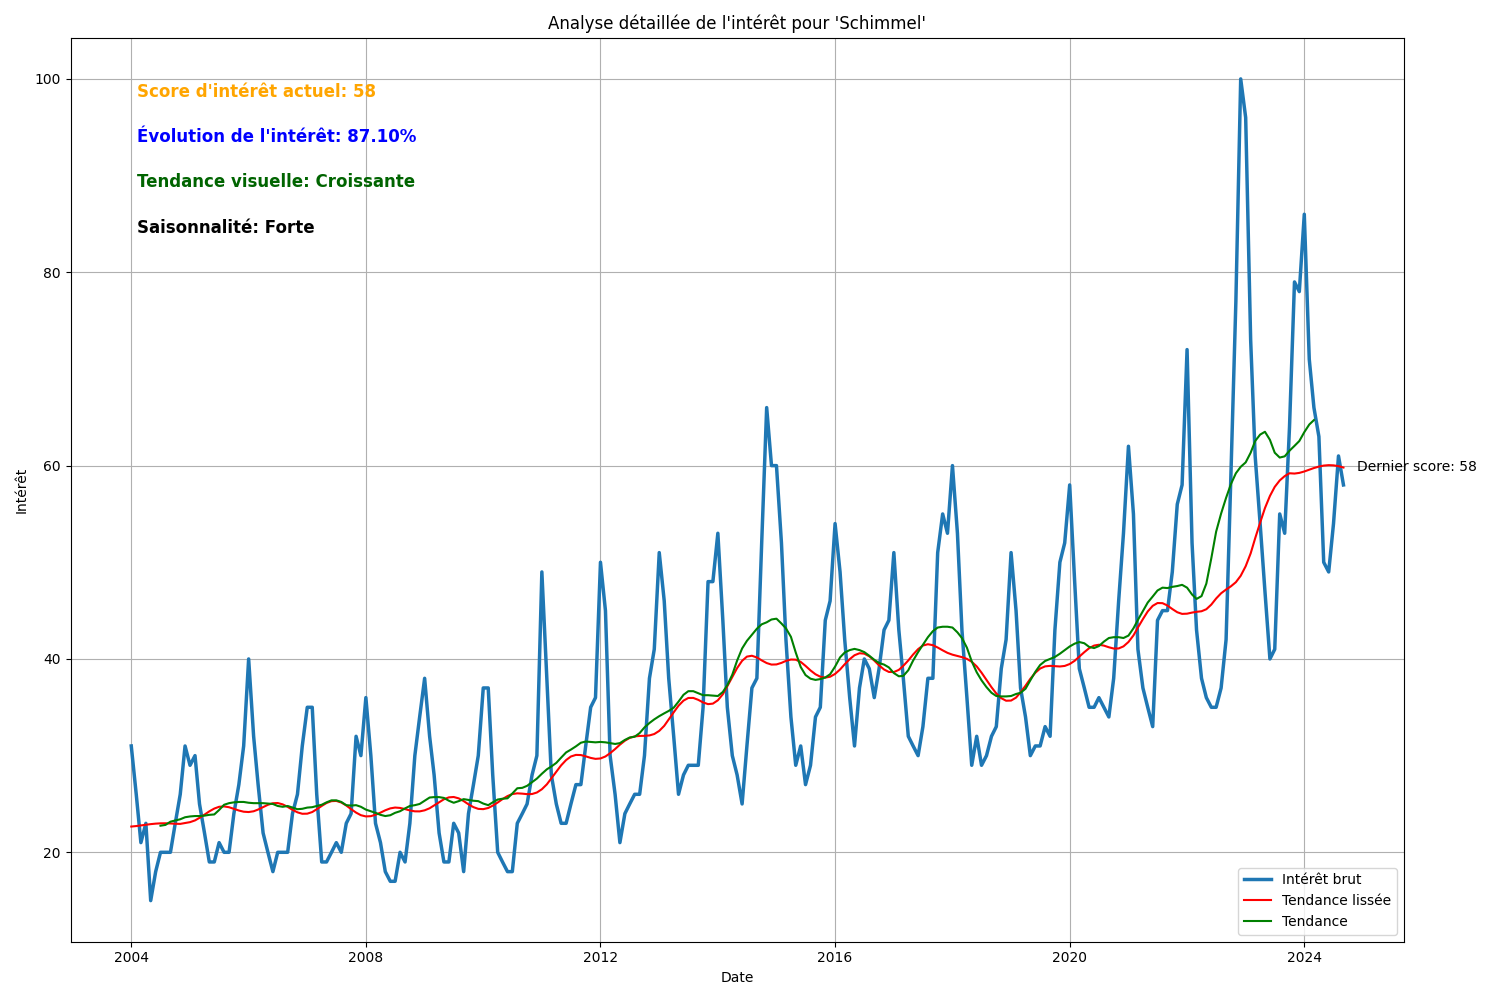 Analyse détaillée de l'intérêt pour 'Schimmel'
100
80
60
40
20
Intérêt
Score d'intérêt actuel: 58
Évolution de l'intérêt: 87.10%
Tendance visuelle: Croissante
Saisonnalité: Forte
Dernier score: 58
Intérêt brut
Tendance lissée
Tendance
2004 2008 2012 2016 2020 2024
Date